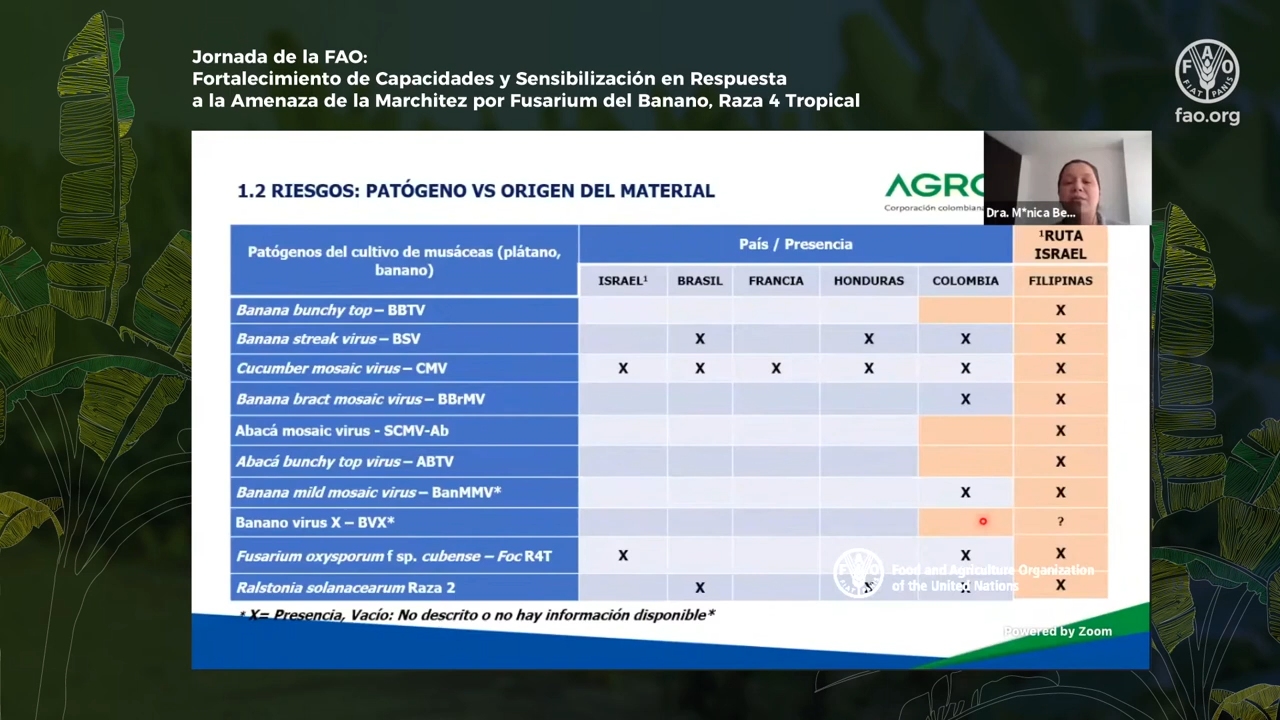 Jornada de la FAO:
Fortalecimiento de Capacidades y Sensibilización en Respuesta
a la Amenaza de la Marchitez por Fusarium del Banano, Raza 4 Tropical
FAO
FIAT PANIS
fao.org
1.2 RIESGOS: PATÓGENO VS ORIGEN DEL MATERIAL
AGRO
Corporación colombiana
Dra. M*nica Be...
Patógenos del cultivo de musáceas (plátano,
banano)
País / Presencia
¹RUTA
ISRAEL
ISRAEL¹ BRASIL FRANCIA HONDURAS COLOMBIA FILIPINAS
Banana bunchy top – BBTV X
Banana streak virus – BSV X X X X
Cucumber mosaic virus – CMV X X X X X X
Banana bract mosaic virus – BBrMV X X
Abacá mosaic virus - SCMV-Ab X
Abacá bunchy top virus – ABTV X
Banana mild mosaic virus – BanMMV* X X
Banano virus X – BVX* ?
Fusarium oxysporum f sp. cubense – Foc R4T X X X
Ralstonia solanacearum Raza 2 X X X X
FAO
Food and Agriculture Organization
of the United Nations
* X= Presencia, Vacío: No descrito o no hay información disponible*
Powered by Zoom